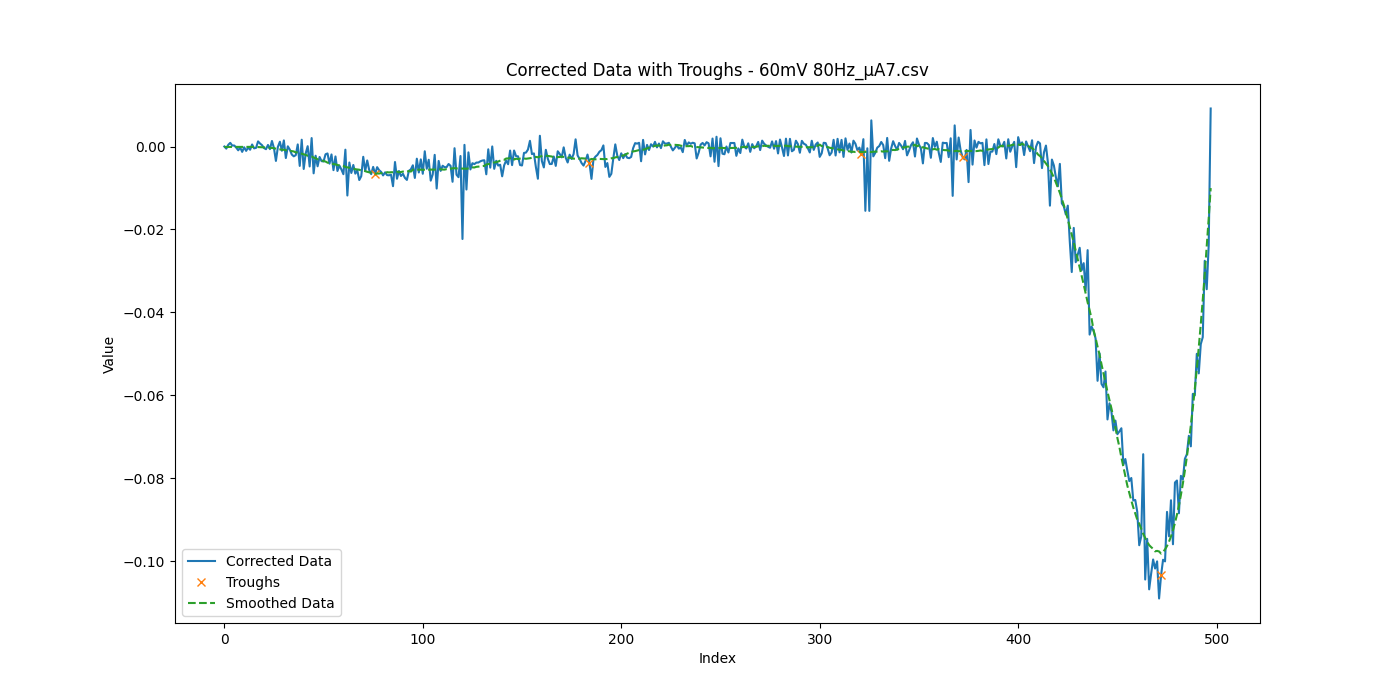 Corrected Data with Troughs - 60mV 80Hz_µA7.csv
Value
0.00
−0.02
−0.04
−0.06
−0.08
−0.10
Corrected Data
Troughs
Smoothed Data
0
100
200
300
400
500
Index